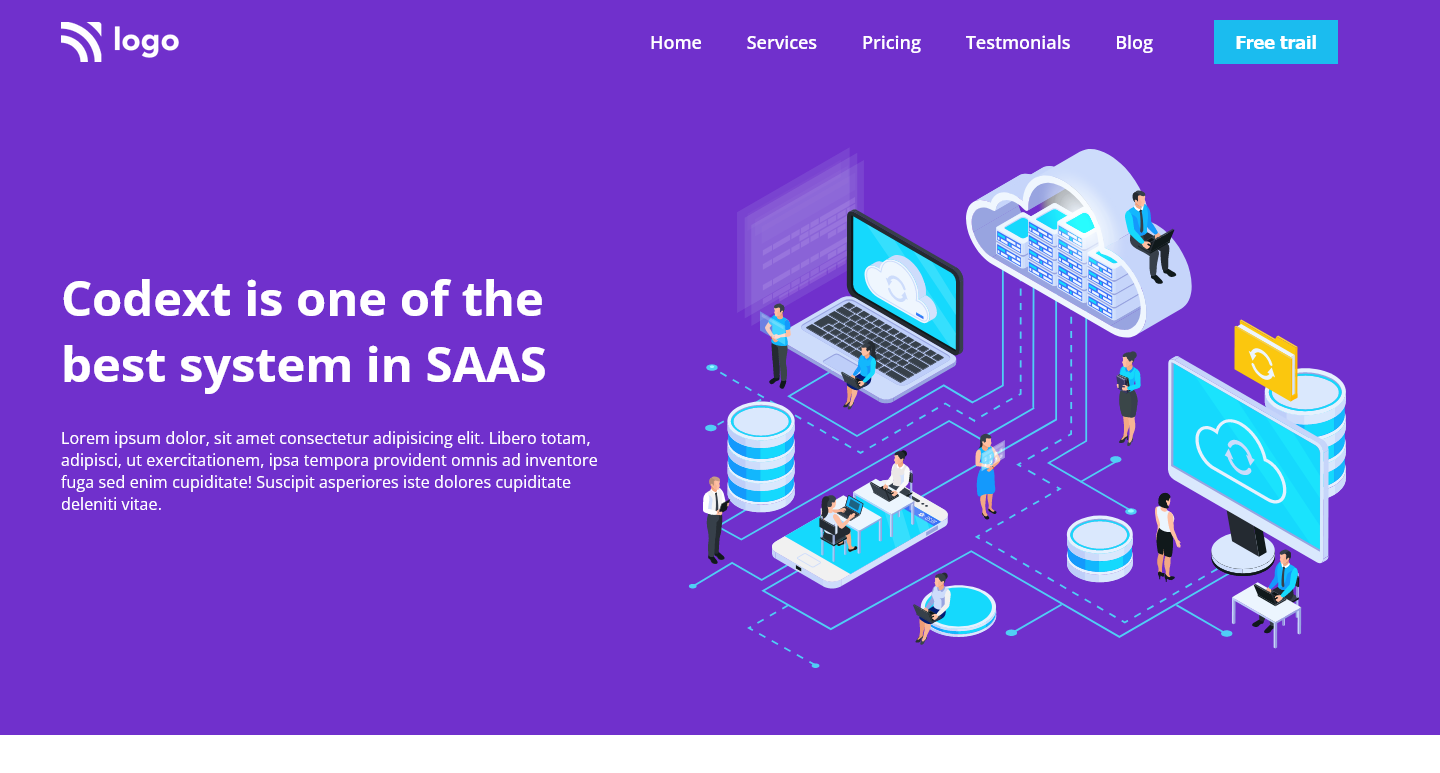 logo
Home Services Pricing Testmonials Blog Free trail
Codext is one of the
best system in SAAS
Lorem ipsum dolor, sit amet consectetur adipisicing elit. Libero totam,
adipisci, ut exercitationem, ipsa tempora provident omnis ad inventore
fuga sed enim cupiditate! Suscipit asperiores iste dolores cupiditate
deleniti vitae.